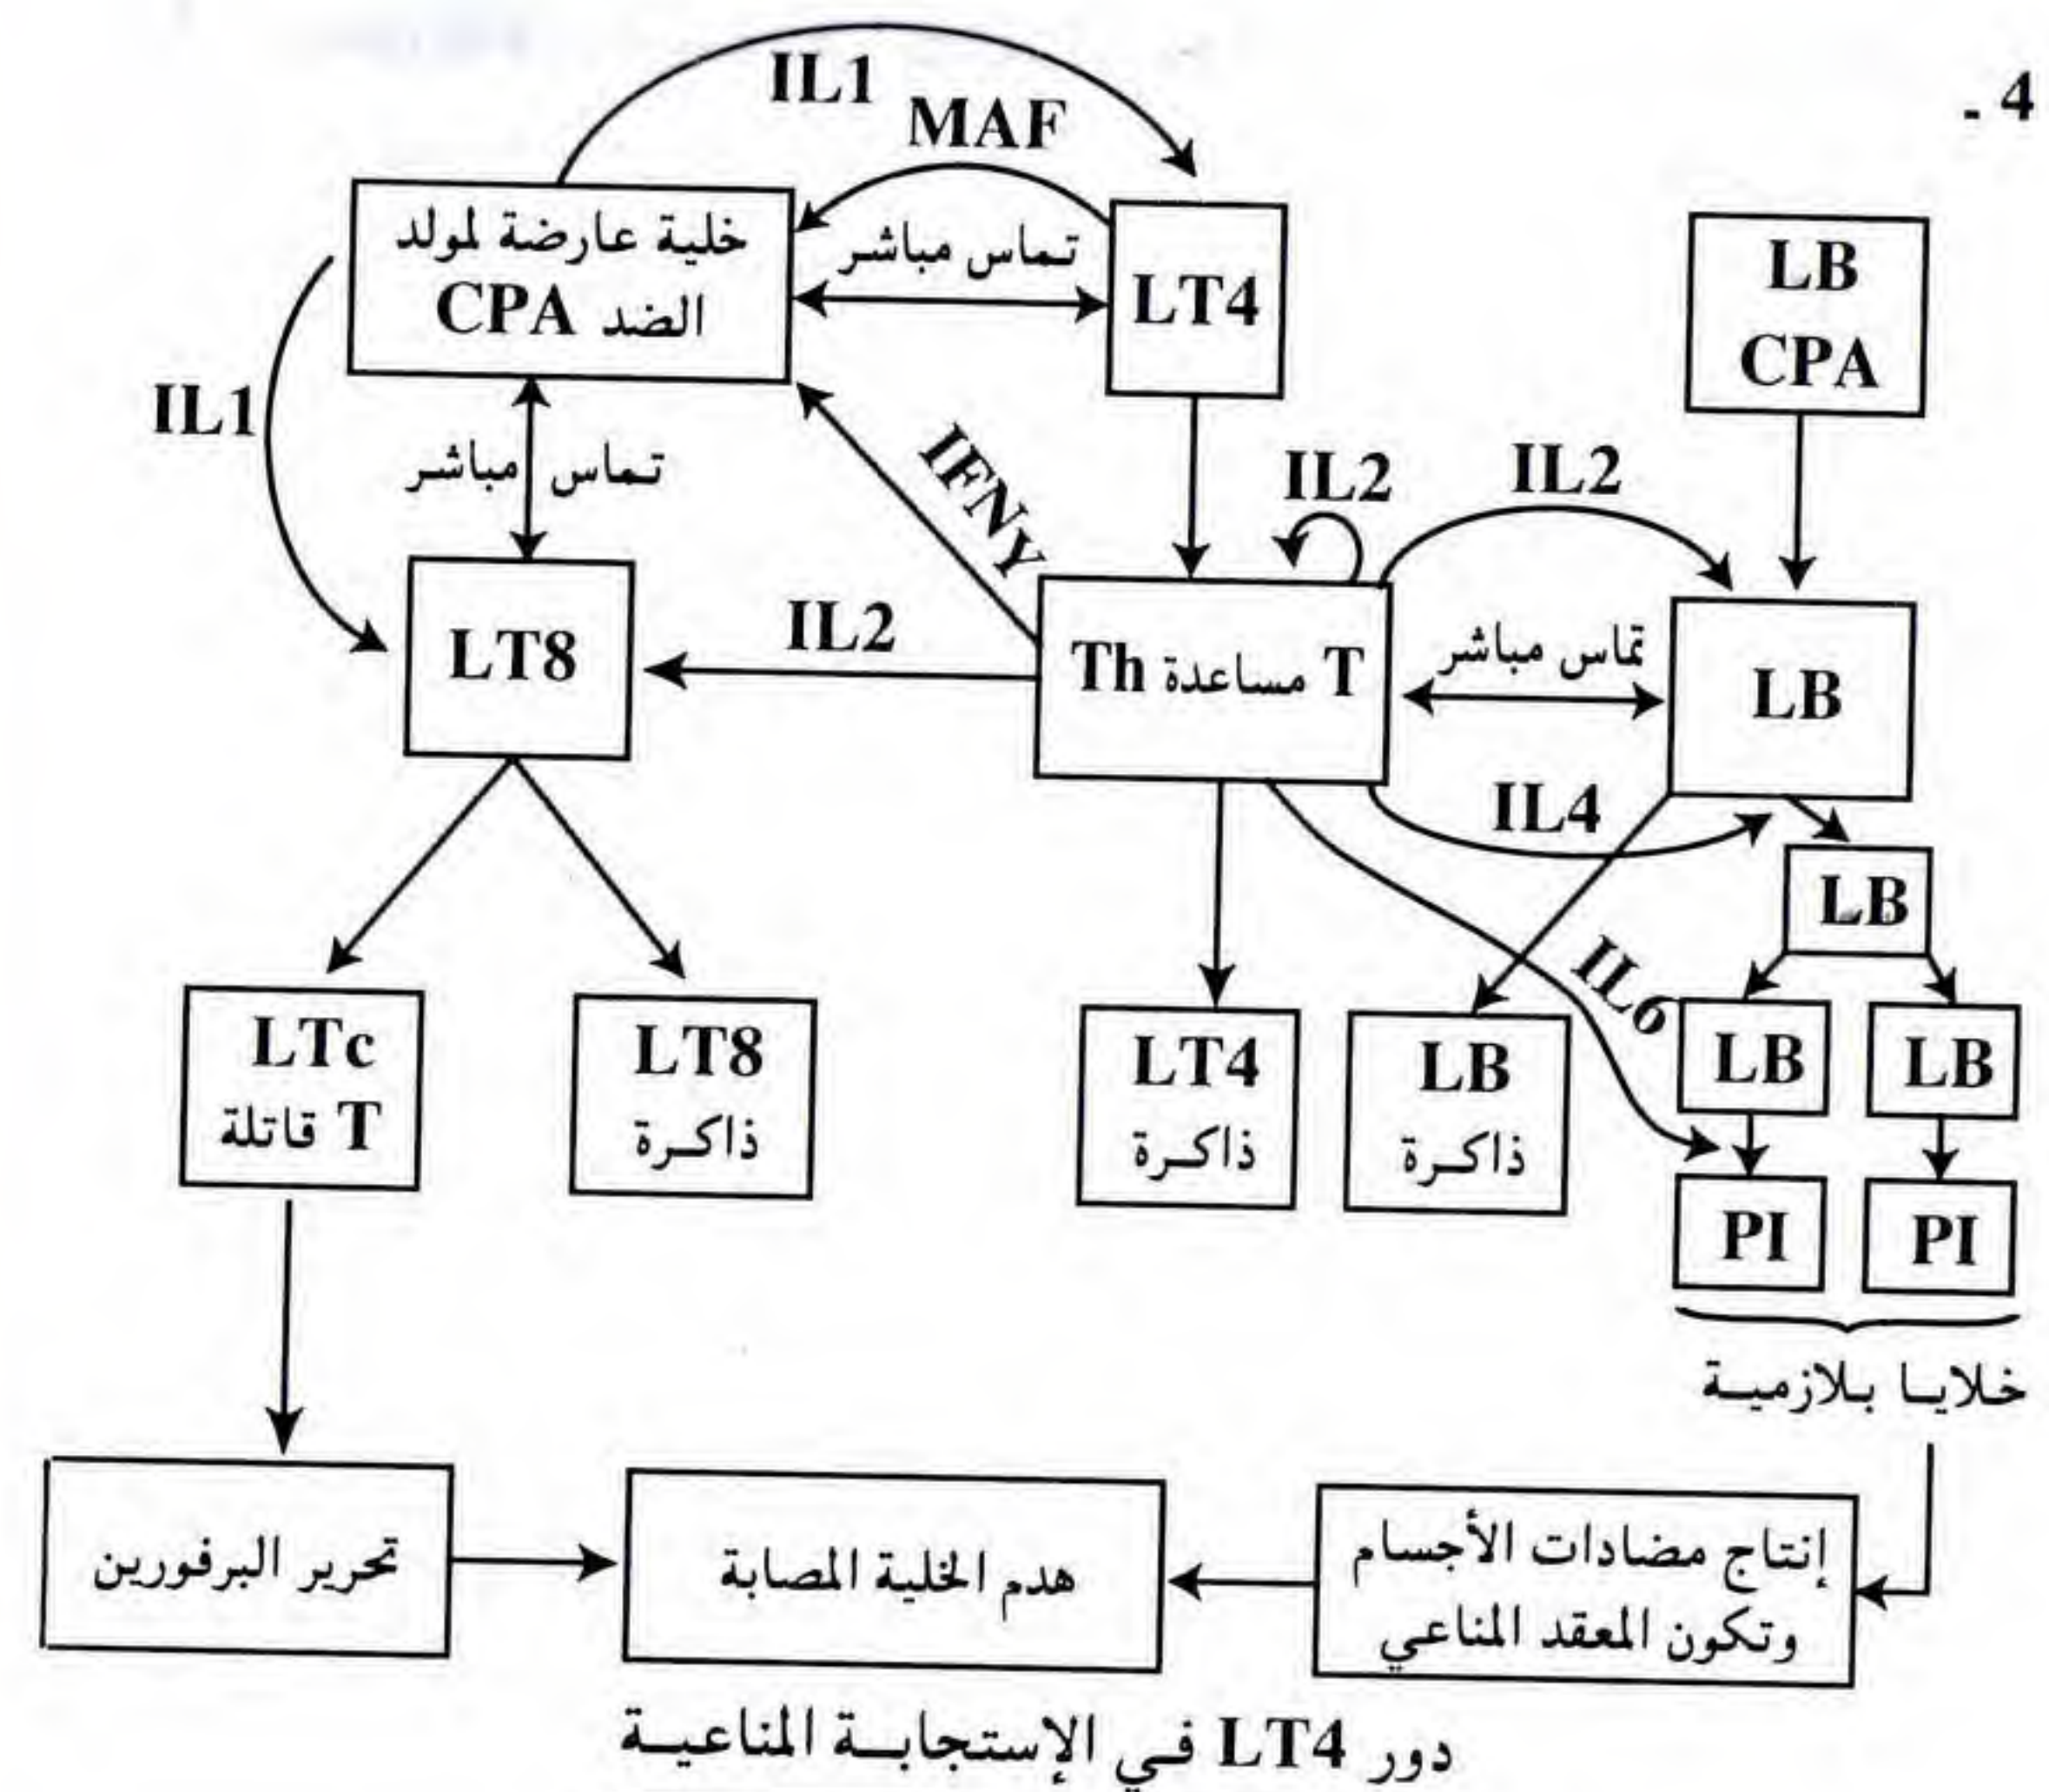 4 -
IL1
MAF
خلية عارضة لمولد
الضد CPA
تماس مباشر
LT4
LB
CPA
IL1
تماس مباشر
IFNγ
IL2
IL2
LT8
IL2
T مساعدة Th
تماس مباشر
LB
IL4
LB
IL6
LTc
T قاتلة
LT8
ذاكرة
LT4
ذاكرة
LB
ذاكرة
LB
LB
PI
PI
خلايا بلازمية
تحرير البرفورين
هدم الخلية المصابة
إنتاج مضادات الأجسام
وتكون المعقد المناعي
دور LT4 في الإستجابة المناعية